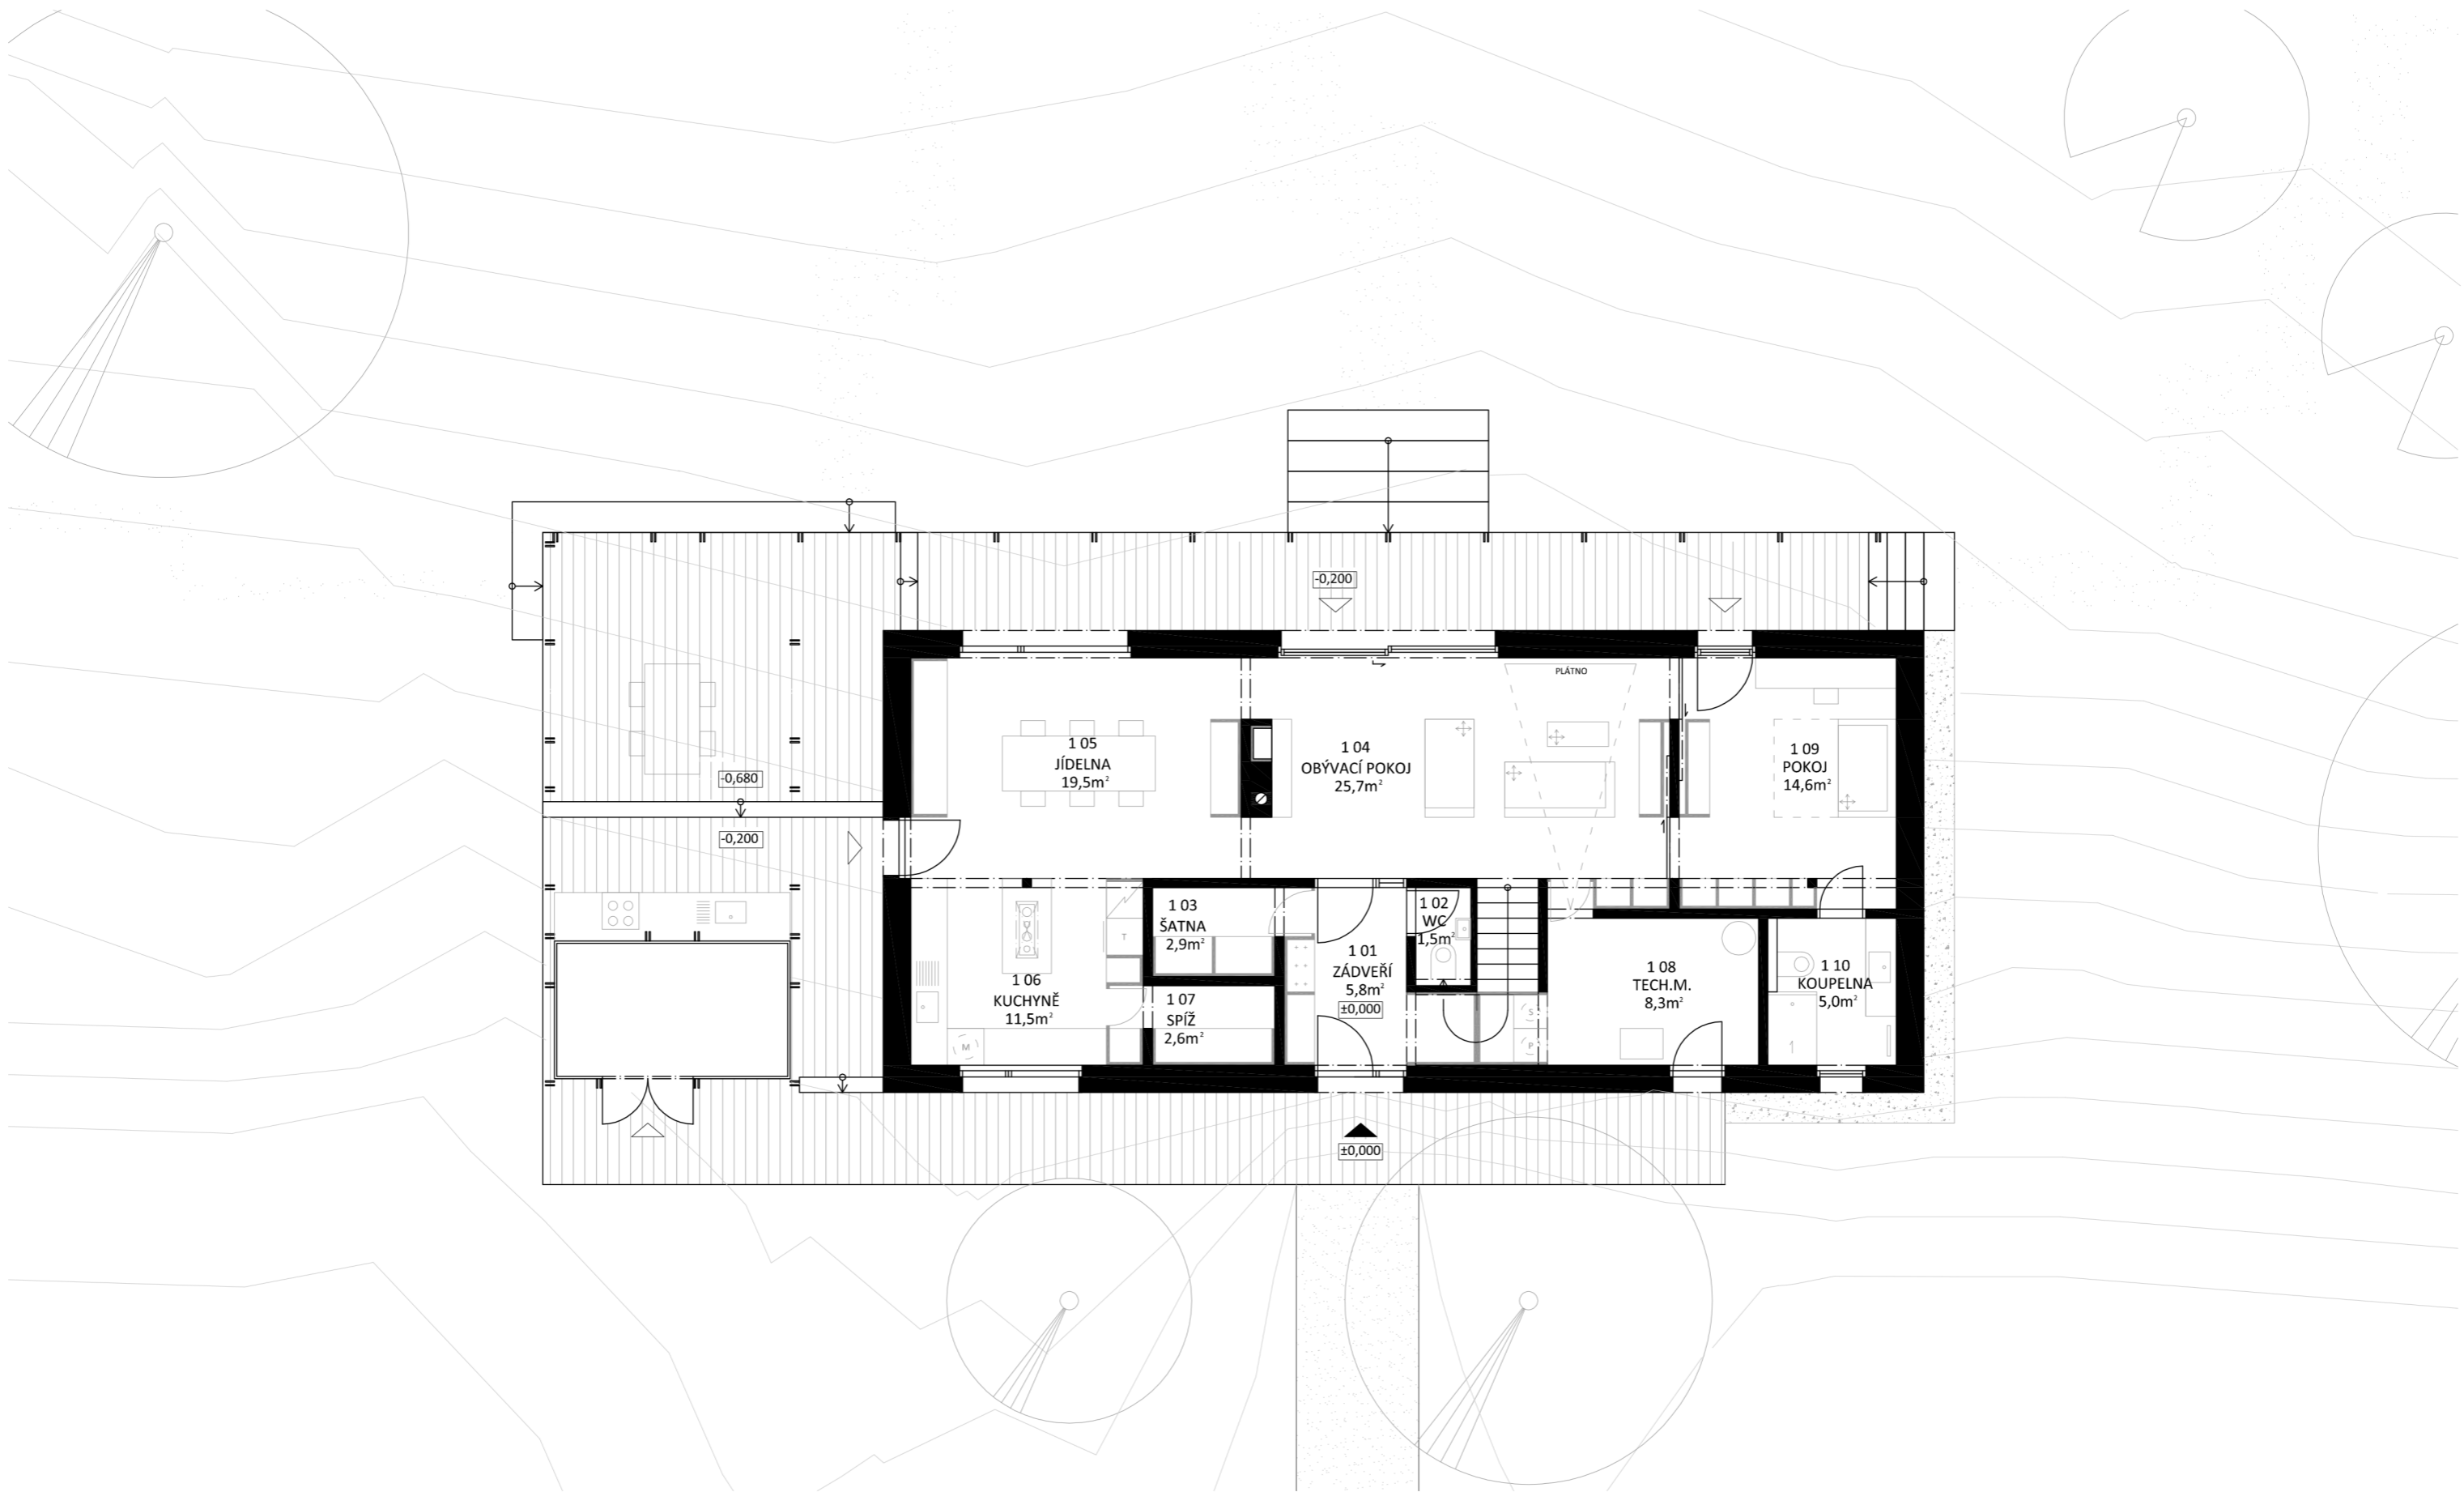 -0,200
PLÁTNO
1 05
JÍDELNA
19,5m²
1 04
OBÝVACÍ POKOJ
25,7m²
1 09
POKOJ
14,6m²
-0,680
-0,200
1 03
ŠATNA
2,9m²
1 02
WC
1,5m²
T
1 01
ZÁDVEŘÍ
5,8m²
±0,000
1 06
KUCHYNĚ
11,5m²
1 07
SPÍŽ
2,6m²
1 08
TECH.M.
8,3m²
1 10
KOUPELNA
5,0m²
S
P
M
±0,000